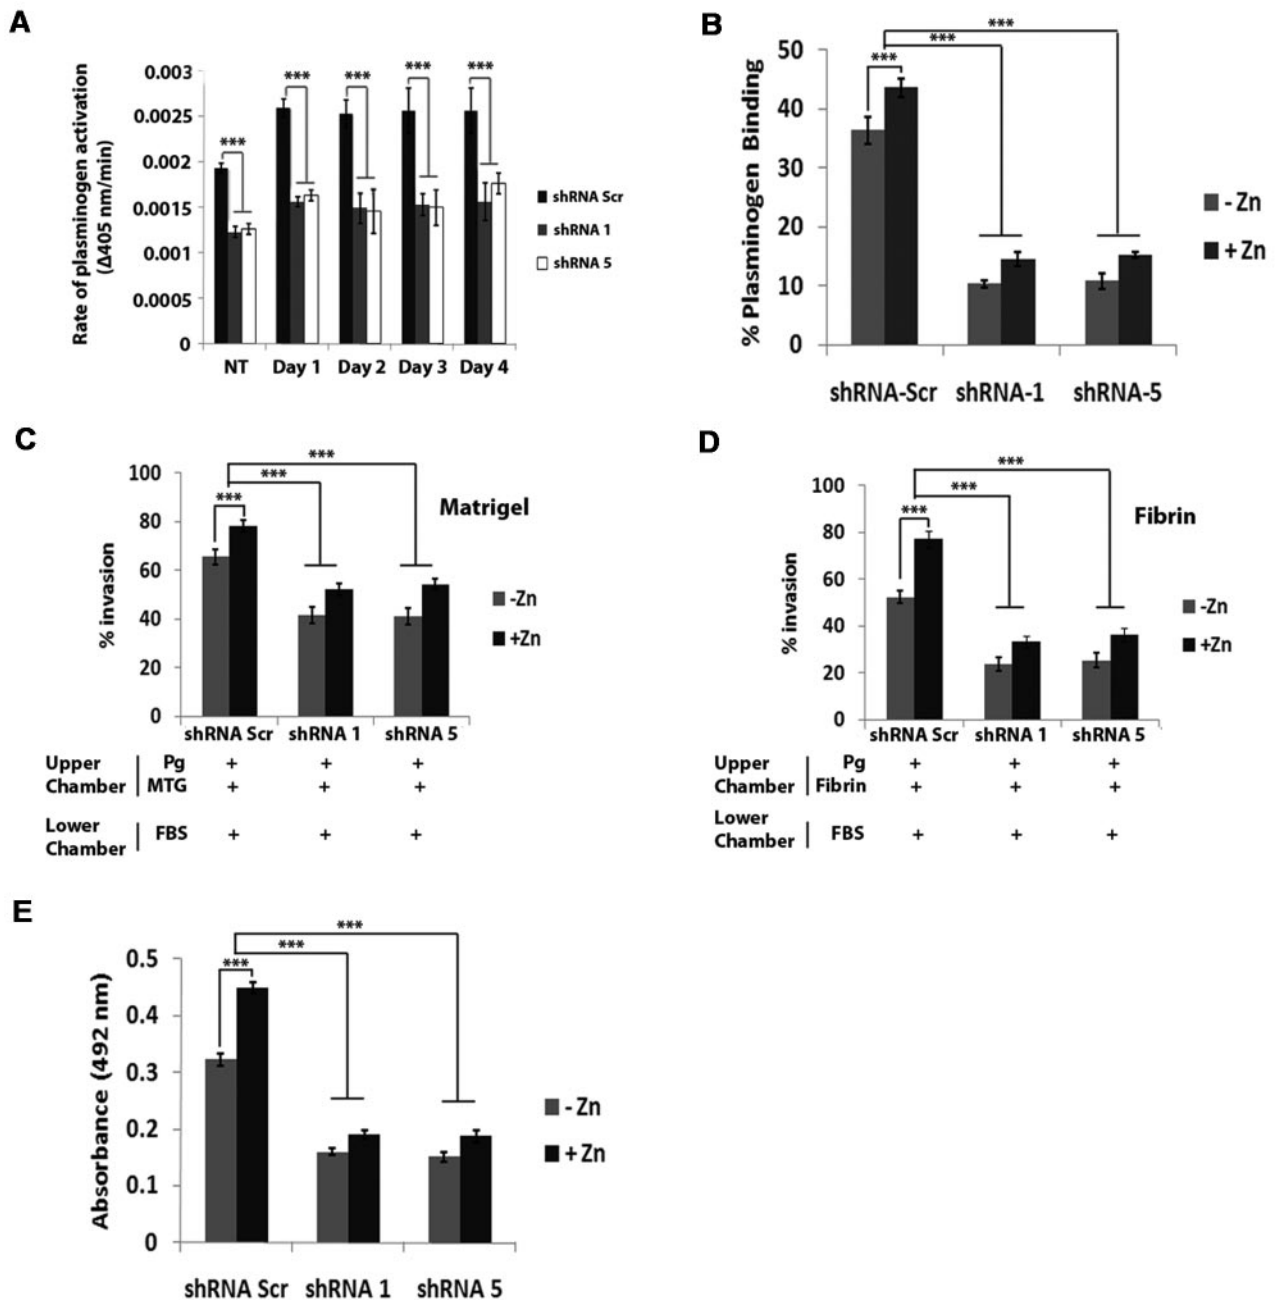 A
Rate of plasminogen activation
(Δ405 nm/min)
0.003
0.0025
0.002
0.0015
0.001
0.0005
0
***
***
***
***
***
NT Day 1 Day 2 Day 3 Day 4
shRNA Scr
shRNA 1
shRNA 5
B
% Plasminogen Binding
50
40
30
20
10
0
***
***
***
shRNA-Scr shRNA-1 shRNA-5
- Zn
+ Zn
C
% invasion
100
80
60
40
20
0
***
***
***
Matrigel
-Zn
+Zn
shRNA Scr shRNA 1 shRNA 5
Upper Pg + + +
Chamber MTG + + +
Lower
Chamber FBS + + +
D
% invasion
100
80
60
40
20
0
***
***
***
Fibrin
-Zn
+Zn
shRNA Scr shRNA 1 shRNA 5
Upper Pg + + +
Chamber Fibrin + + +
Lower
Chamber FBS + + +
E
Absorbance (492 nm)
0.5
0.4
0.3
0.2
0.1
0
***
***
***
- Zn
+ Zn
shRNA Scr shRNA 1 shRNA 5